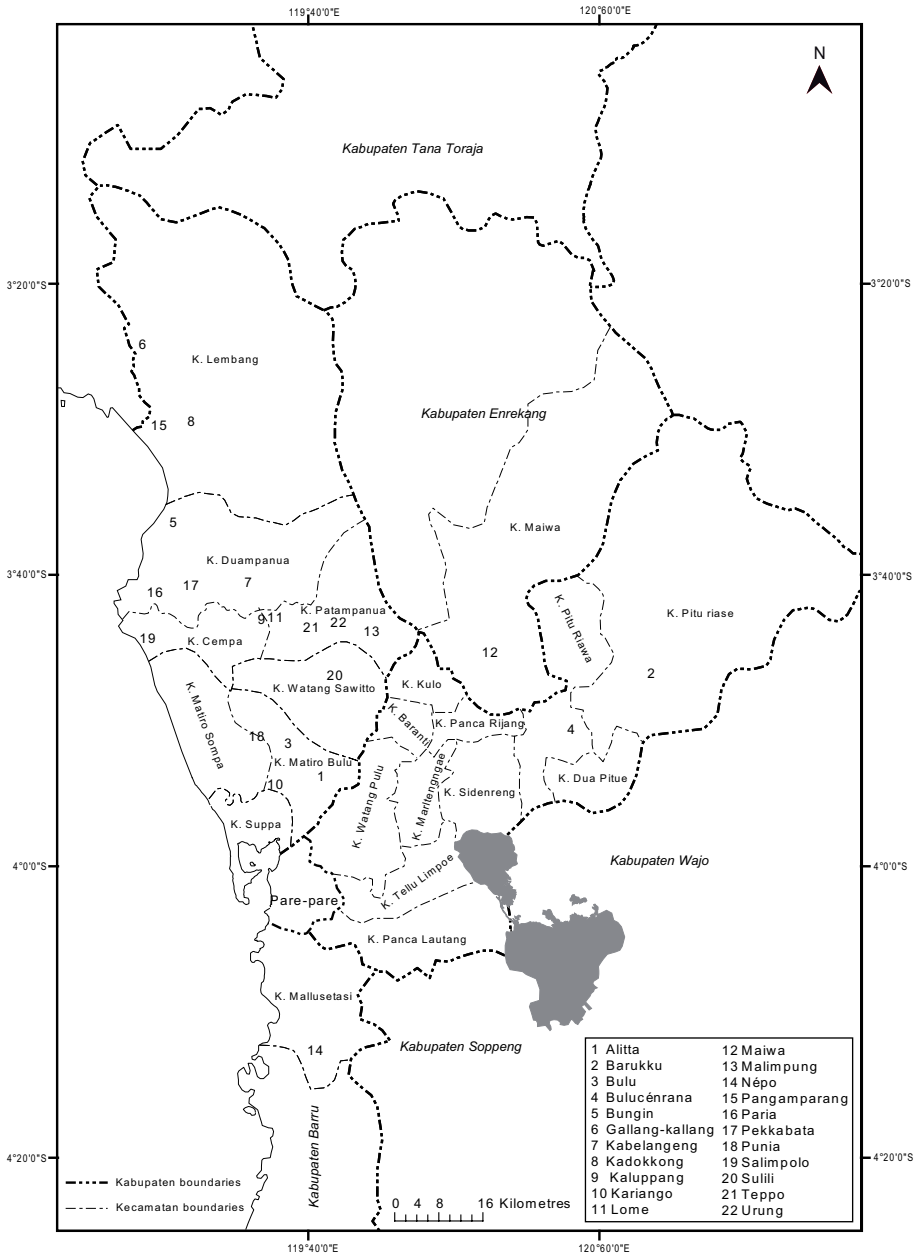 119°40'0"E 120°60'0"E
N
Kabupaten Tana Toraja
3°20'0"S 3°20'0"S
6
K. Lembang
Kabupaten Enrekang
15 8
5
K. Maiwa
K. Duampanua
3°40'0"S 3°40'0"S
16 17 7
K. Pitu Riawa
K. Patampanua
K. Pitu riase
9 11
21 22 13
19
K. Cempa
12
2
20
K. Watang Sawitto
K. Kulo
K. Matiro Sompa
K. Baranti
K. Panca Rijang
18 3
4
K. Matiro Bulu
1
10
K. Watang Pulu
K. Maritengngae
K. Sidenreng
K. Dua Pitue
K. Suppa
4°0'0"S 4°0'0"S
Kabupaten Wajo
K. Tellu Limpoe
Pare-pare
K. Panca Lautang
K. Mallusetasi
14
Kabupaten Soppeng
Kabupaten Barru
1 Alitta
2 Barukku
3 Bulu
4 Bulucénrana
5 Bungin
6 Gallang-kallang
7 Kabelangeng
8 Kadokkong
9 Kaluppang
10 Kariango
11 Lome
12 Maiwa
13 Malimpung
14 Népo
15 Pangamparang
16 Paria
17 Pekkabata
18 Punia
19 Salimpolo
20 Sulili
21 Teppo
22 Urung
4°20'0"S 4°20'0"S
Kabupaten boundaries
Kecamatan boundaries
0 4 8 16 Kilometres
119°40'0"E 120°60'0"E